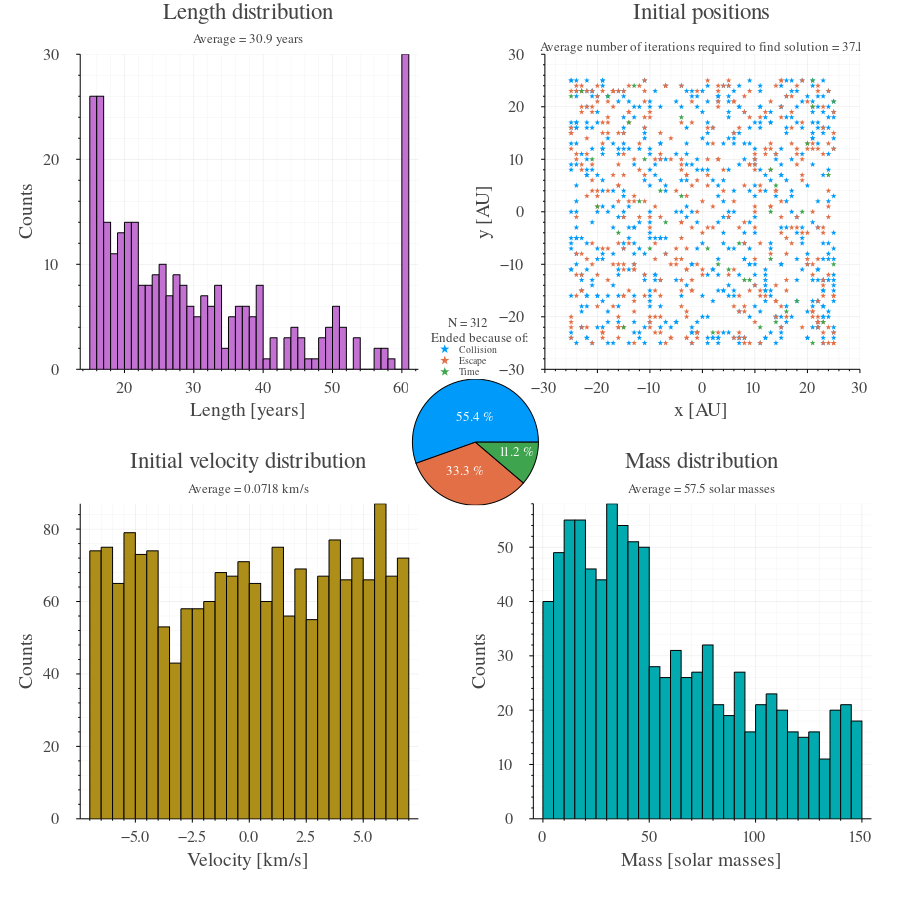 Length distribution
Average = 30.9 years
30
20
10
0
Counts
20
30
40
50
60
Length [years]
Initial positions
Average number of iterations required to find solution = 37.1
30
20
10
0
−10
−20
−30
y [AU]
−30
−20
−10
0
10
20
30
x [AU]
N = 312
Ended because of:
Collision
Escape
Time
55.4 %
11.2 %
33.3 %
Initial velocity distribution
Average = 0.0718 km/s
80
60
40
20
0
Counts
−5.0
−2.5
0.0
2.5
5.0
Velocity [km/s]
Mass distribution
Average = 57.5 solar masses
50
40
30
20
10
0
Counts
0
50
100
150
Mass [solar masses]